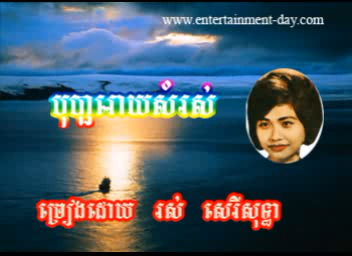 www.entertainment-day.com
បុប្ផាអាយសំរស់
ច្រៀងដោយ រស់ សេរីសុទ្ធា